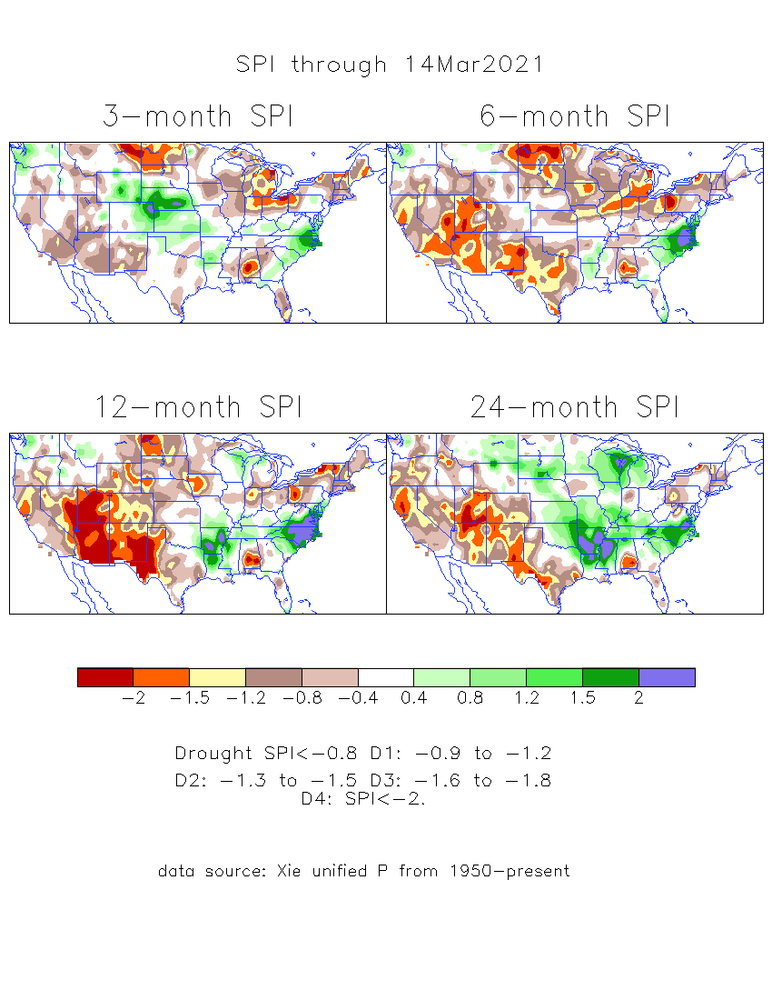 SPI through 14Mar2021
3-month SPI
6-month SPI
12-month SPI
24-month SPI
-2 -1.5 -1.2 -0.8 -0.4 0.4 0.8 1.2 1.5 2
Drought SPI<-0.8 D1: -0.9 to -1.2
D2: -1.3 to -1.5 D3: -1.6 to -1.8
D4: SPI<-2.
data source: Xie unified P from 1950-present